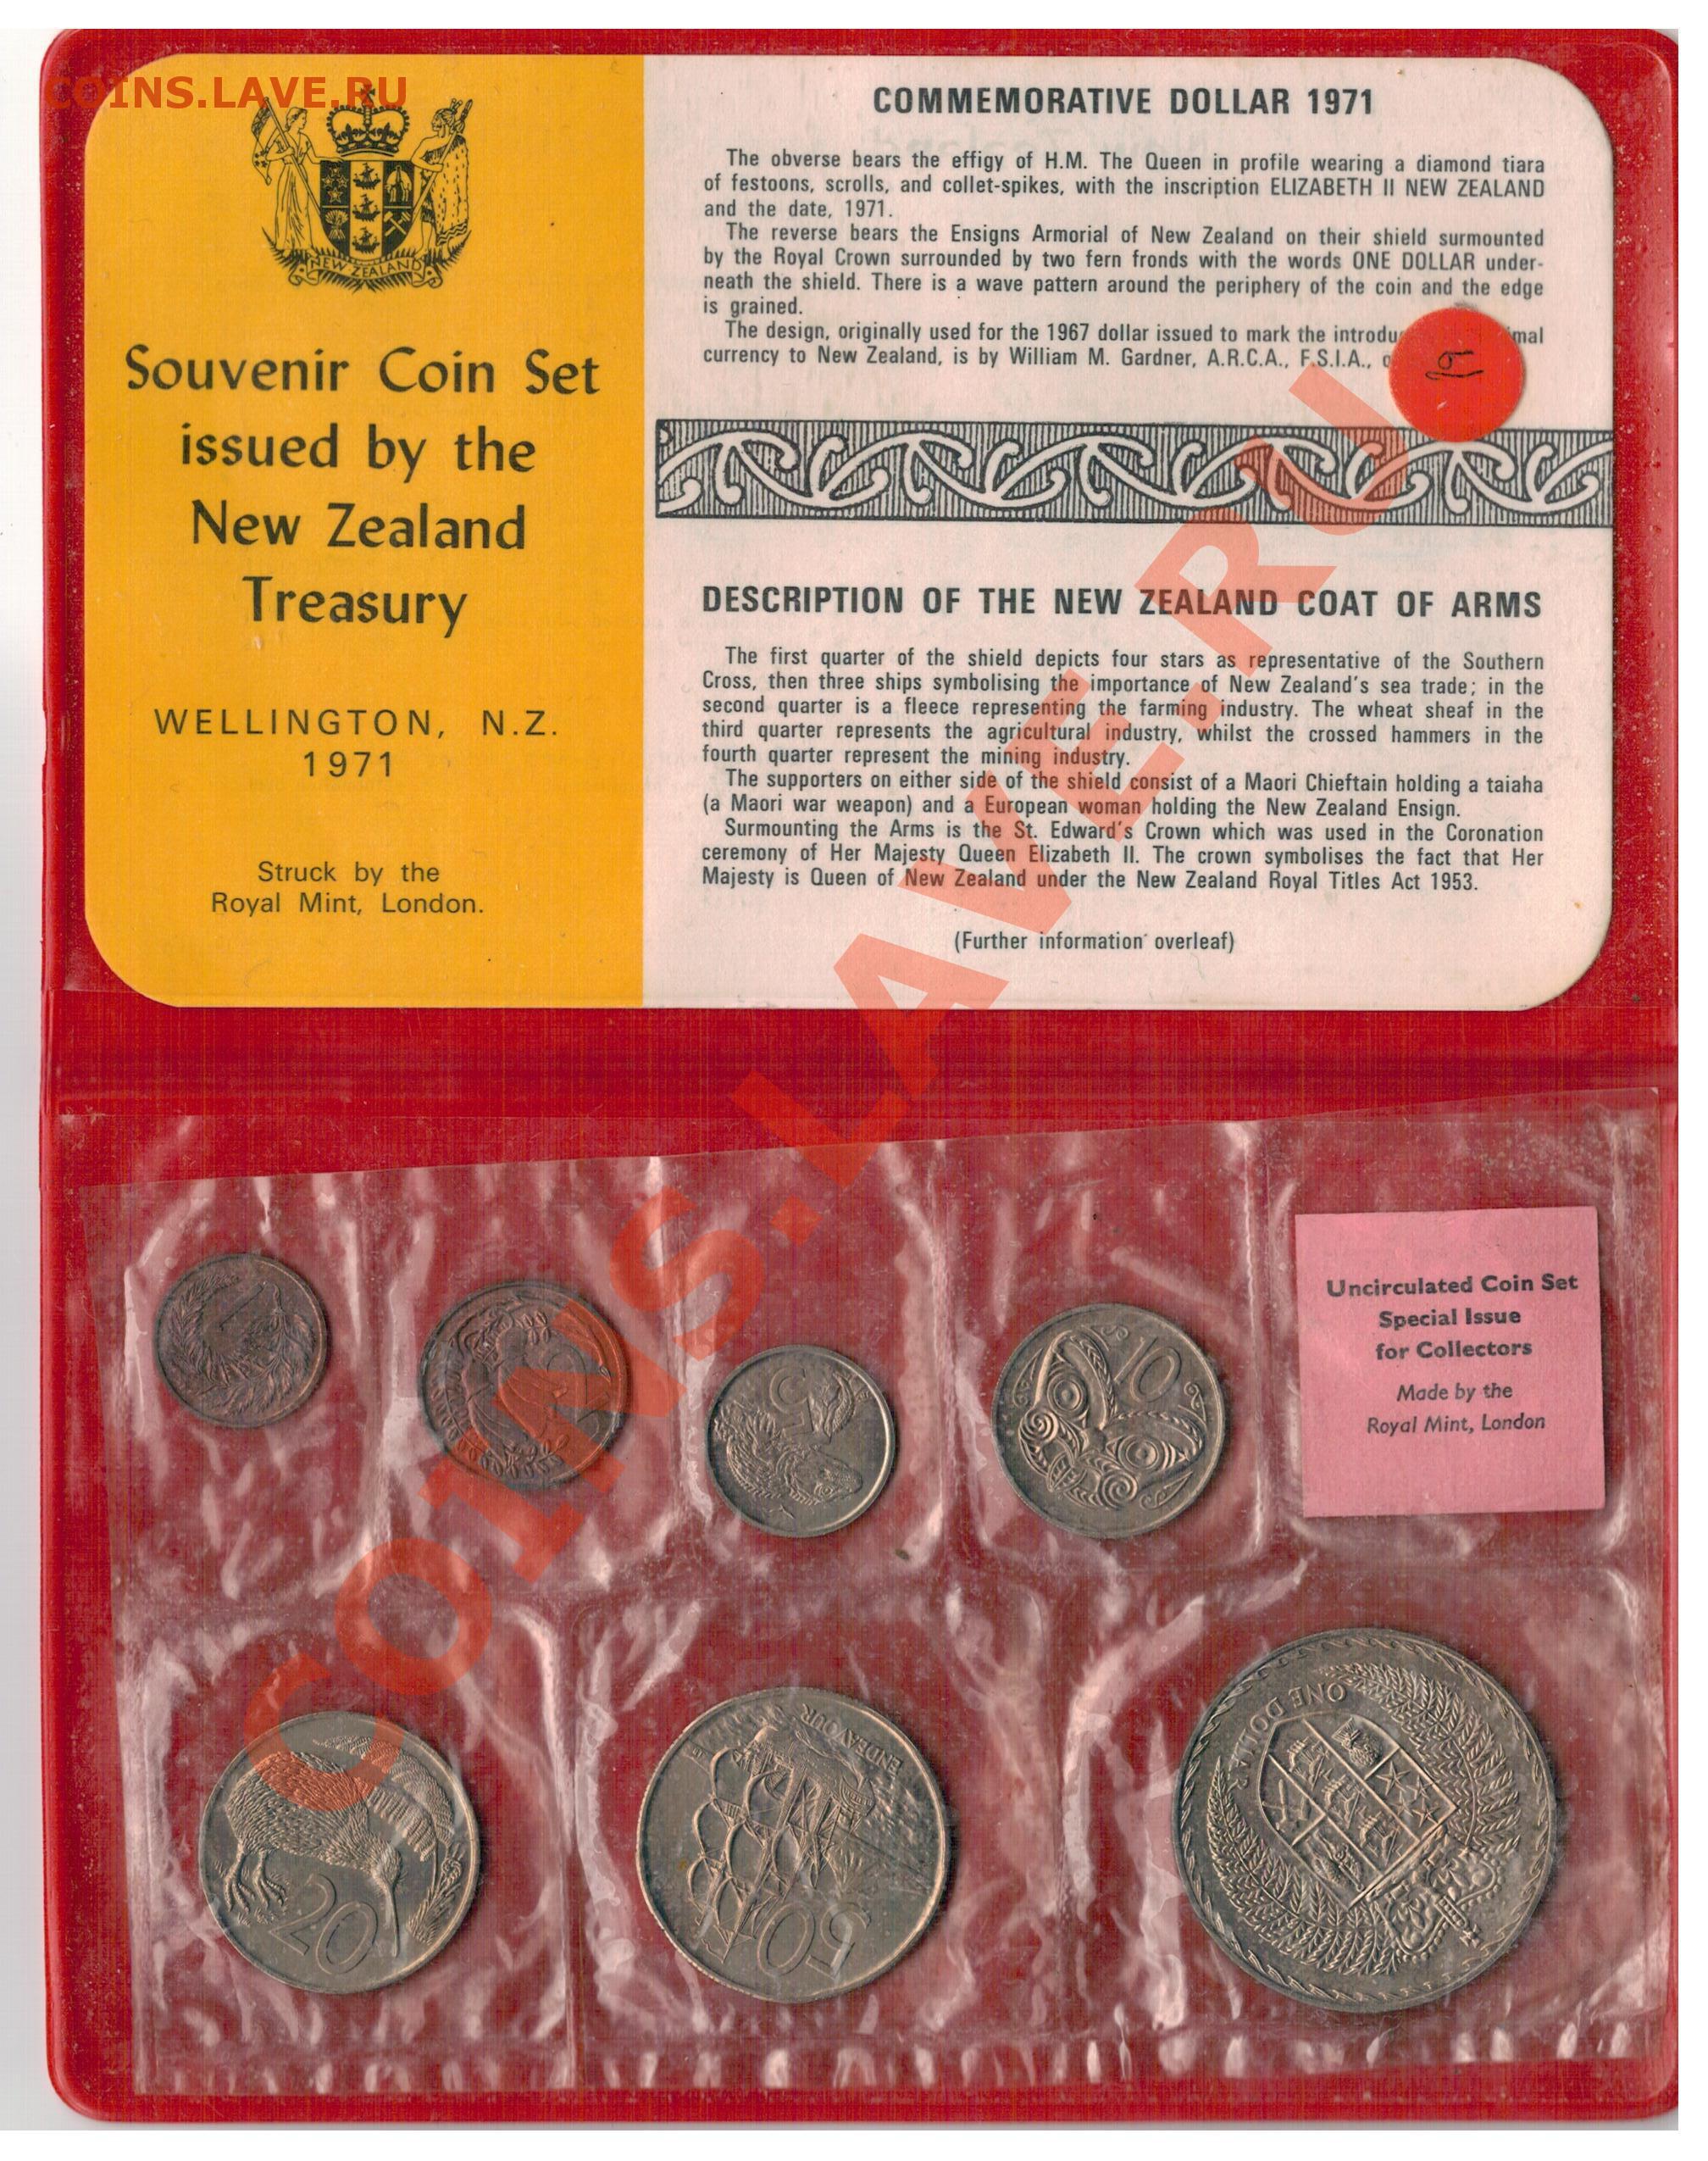 COINS.LAVE.RU
NEW ZEALAND
Souvenir Coin Set
issued by the
New Zealand
Treasury
WELLINGTON, N.Z.
1971
Struck by the
Royal Mint, London.
COMMEMORATIVE DOLLAR 1971
The obverse bears the effigy of H.M. The Queen in profile wearing a diamond tiara
of festoons, scrolls, and collet-spikes, with the inscription ELIZABETH II NEW ZEALAND
and the date, 1971.
The reverse bears the Ensigns Armorial of New Zealand on their shield surmounted
by the Royal Crown surrounded by two fern fronds with the words ONE DOLLAR under-
neath the shield. There is a wave pattern around the periphery of the coin and the edge
is grained.
The design, originally used for the 1967 dollar issued to mark the introdu mal
currency to New Zealand, is by William M. Gardner, A.R.C.A., F.S.I.A.,
DESCRIPTION OF THE NEW ZEALAND COAT OF ARMS
The first quarter of the shield depicts four stars as representative of the Southern
Cross, then three ships symbolising the importance of New Zealand's sea trade; in the
second quarter is a fleece representing the farming industry. The wheat sheaf in the
third quarter represents the agricultural industry, whilst the crossed hammers in the
fourth quarter represent the mining industry.
The supporters on either side of the shield consist of a Maori Chieftain holding a taiaha
(a Maori war weapon) and a European woman holding the New Zealand Ensign.
Surmounting the Arms is the St. Edward's Crown which was used in the Coronation
ceremony of Her Majesty Queen Elizabeth II. The crown symbolises the fact that Her
Majesty is Queen of New Zealand under the New Zealand Royal Titles Act 1953.
(Further information overleaf)
COINS.LAVE.RU
1
5
10
Uncirculated Coin Set
Special Issue
for Collectors
Made by the
Royal Mint, London
20
ENDEAVOUR
50
ONE DOLLAR